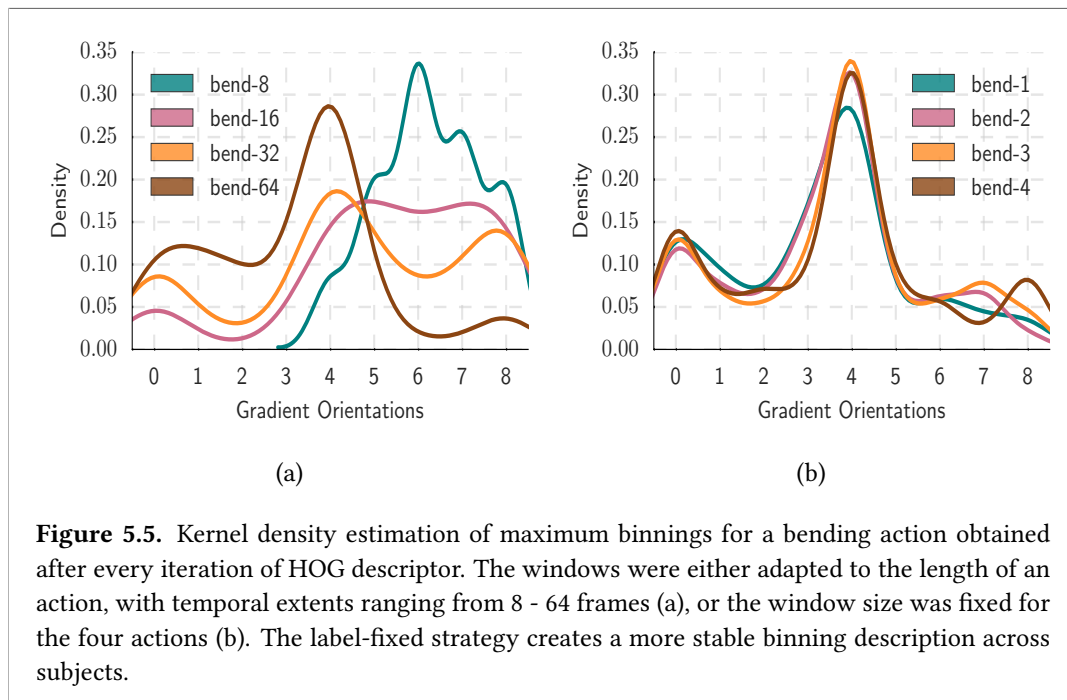 0.35
0.30
0.25
0.20
0.15
0.10
0.05
0.00
Density
bend-8
bend-16
bend-32
bend-64
0 1 2 3 4 5 6 7 8
Gradient Orientations
(a)
0.35
0.30
0.25
0.20
0.15
0.10
0.05
0.00
Density
bend-1
bend-2
bend-3
bend-4
0 1 2 3 4 5 6 7 8
Gradient Orientations
(b)
Figure 5.5. Kernel density estimation of maximum binnings for a bending action obtained
after every iteration of HOG descriptor. The windows were either adapted to the length of an
action, with temporal extents ranging from 8 - 64 frames (a), or the window size was fixed for
the four actions (b). The label-fixed strategy creates a more stable binning description across
subjects.